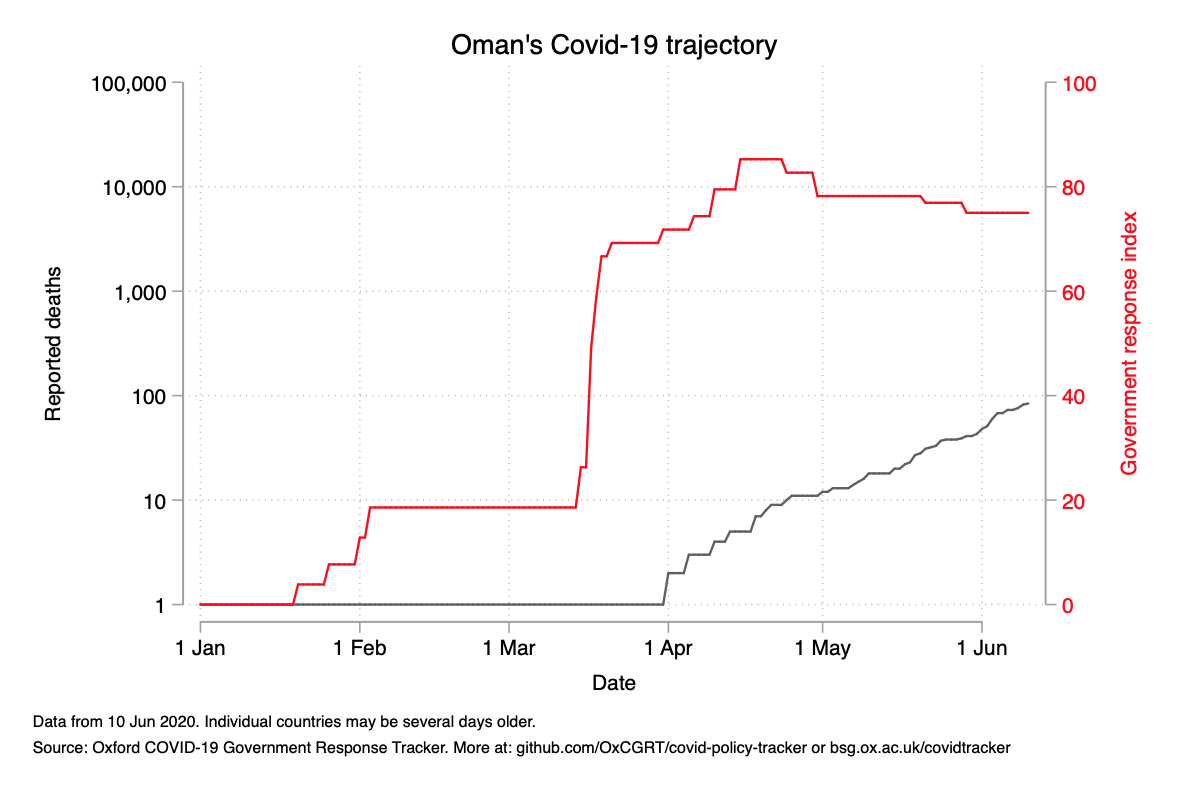 Oman's Covid-19 trajectory
100,000
10,000
1,000
100
10
1
Reported deaths
100
80
60
40
20
0
Government response index
1 Jan
1 Feb
1 Mar
1 Apr
1 May
1 Jun
Date
Data from 10 Jun 2020. Individual countries may be several days older.
Source: Oxford COVID-19 Government Response Tracker. More at: github.com/OxCGRT/covid-policy-tracker or bsg.ox.ac.uk/covidtracker